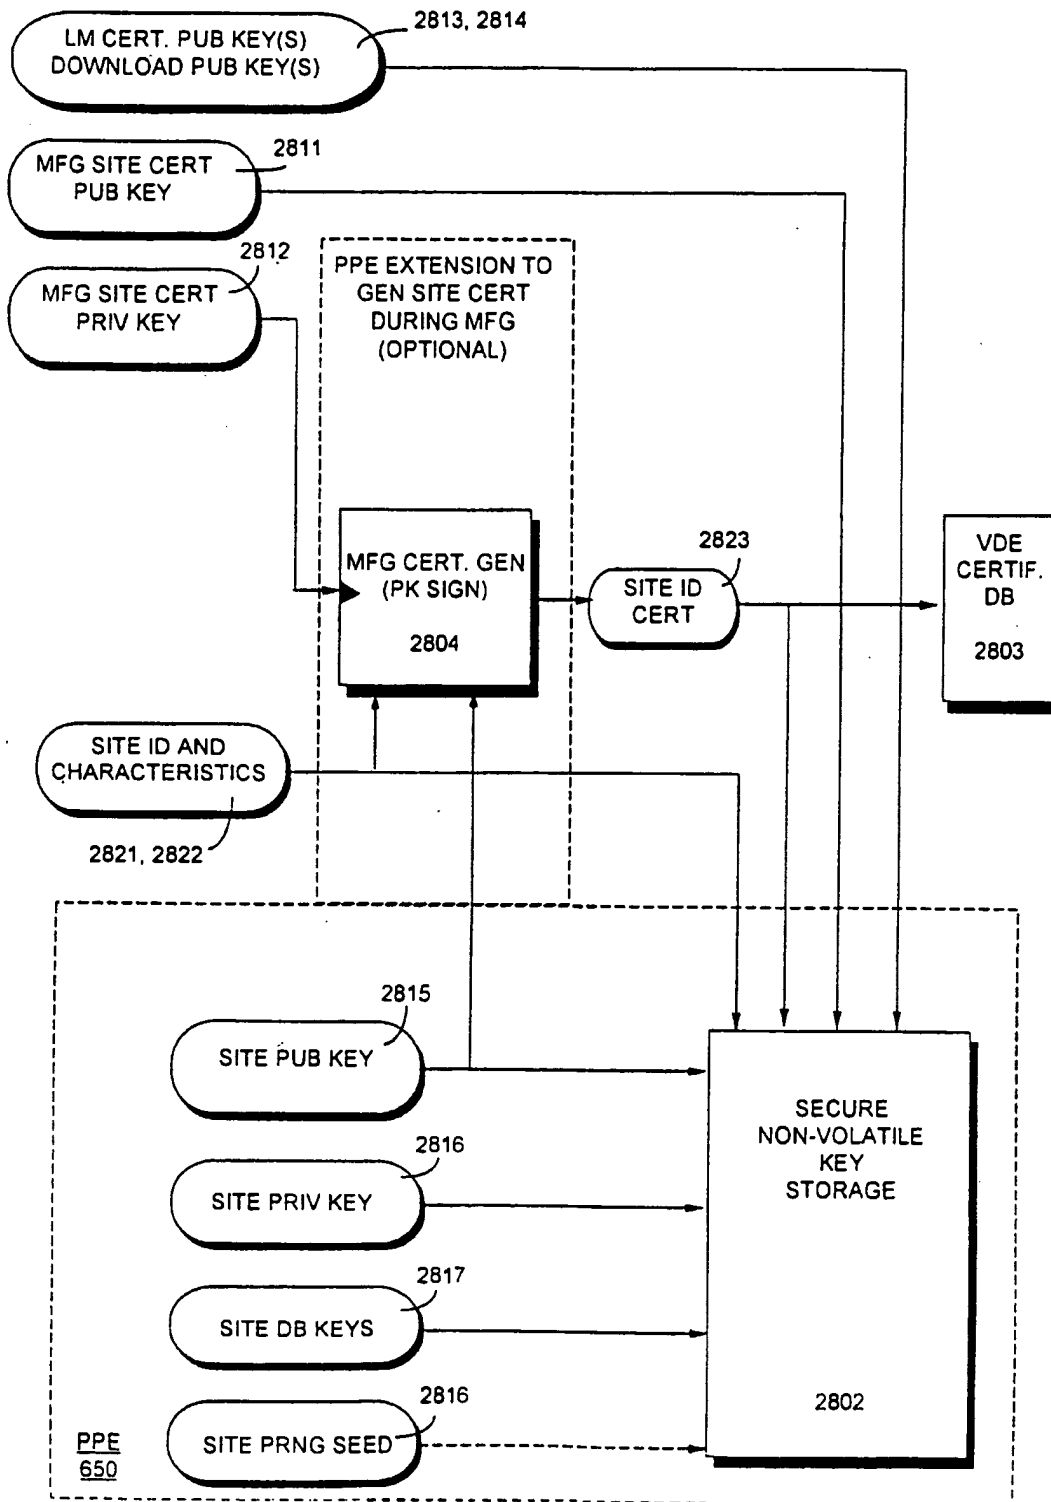 2813, 2814
LM CERT. PUB KEY(S)
DOWNLOAD PUB KEY(S)
2811
MFG SITE CERT
PUB KEY
2812
MFG SITE CERT
PRIV KEY
PPE EXTENSION TO
GEN SITE CERT
DURING MFG
(OPTIONAL)
MFG CERT. GEN
(PK SIGN)
2804
2823
SITE ID
CERT
VDE
CERTIF.
DB
2803
SITE ID AND
CHARACTERISTICS
2821, 2822
2815
SITE PUB KEY
2816
SITE PRIV KEY
2817
SITE DB KEYS
2816
SITE PRNG SEED
SECURE
NON-VOLATILE
KEY
STORAGE
2802
PPE
650